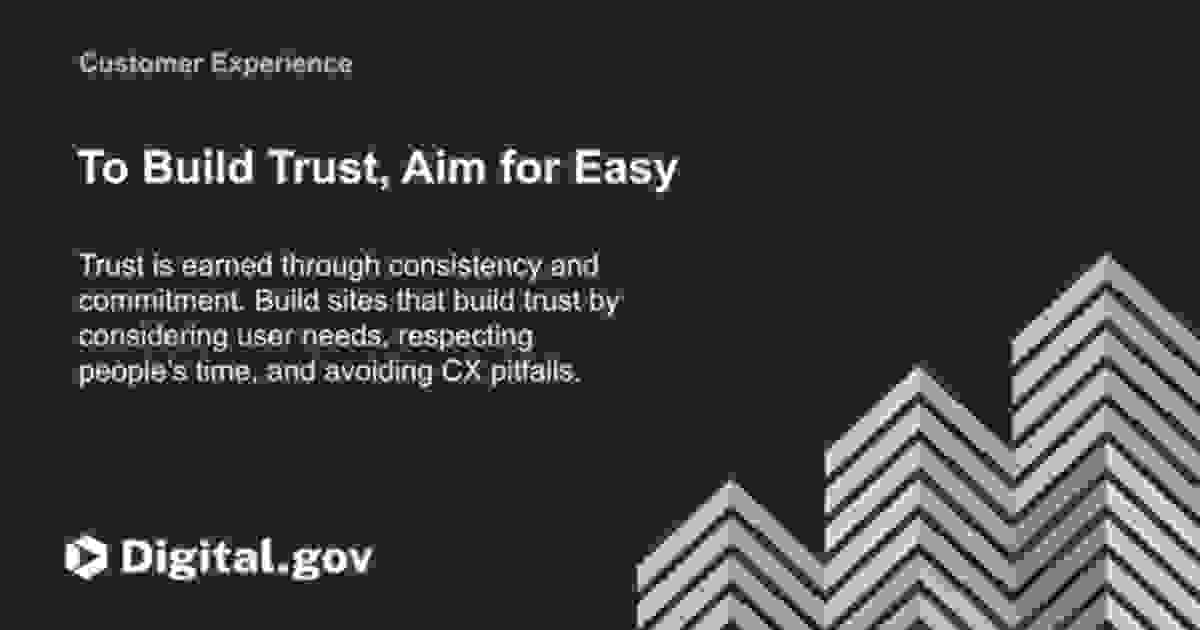 Customer Experience
To Build Trust, Aim for Easy
Trust is earned through consistency and
commitment. Build sites that build trust by
considering user needs, respecting
people's time, and avoiding CX pitfalls.
Digital.gov